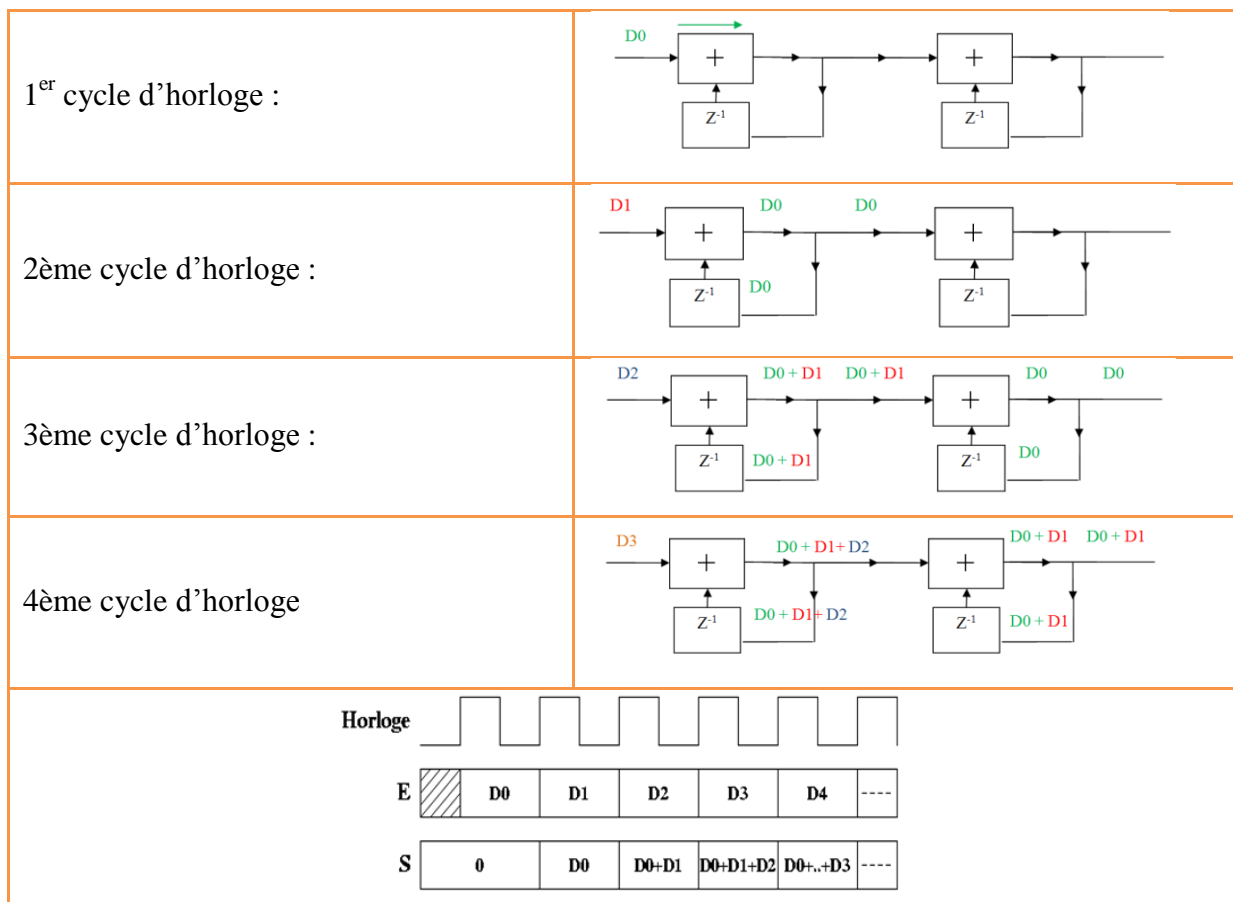 1er cycle d’horloge :
D0
+
+
Z-1
Z-1
2ème cycle d’horloge :
D1
D0
D0
+
+
Z-1
D0
Z-1
3ème cycle d’horloge :
D2
D0 + D1
D0 + D1
D0
D0
+
+
Z-1
D0 + D1
Z-1
D0
4ème cycle d’horloge
D3
D0 + D1+ D2
D0 + D1
D0 + D1
+
+
Z-1
D0 + D1+ D2
Z-1
D0 + D1
Horloge
E D0 D1 D2 D3 D4 ----
S 0 D0 D0+D1 D0+D1+D2 D0+..+D3 ----